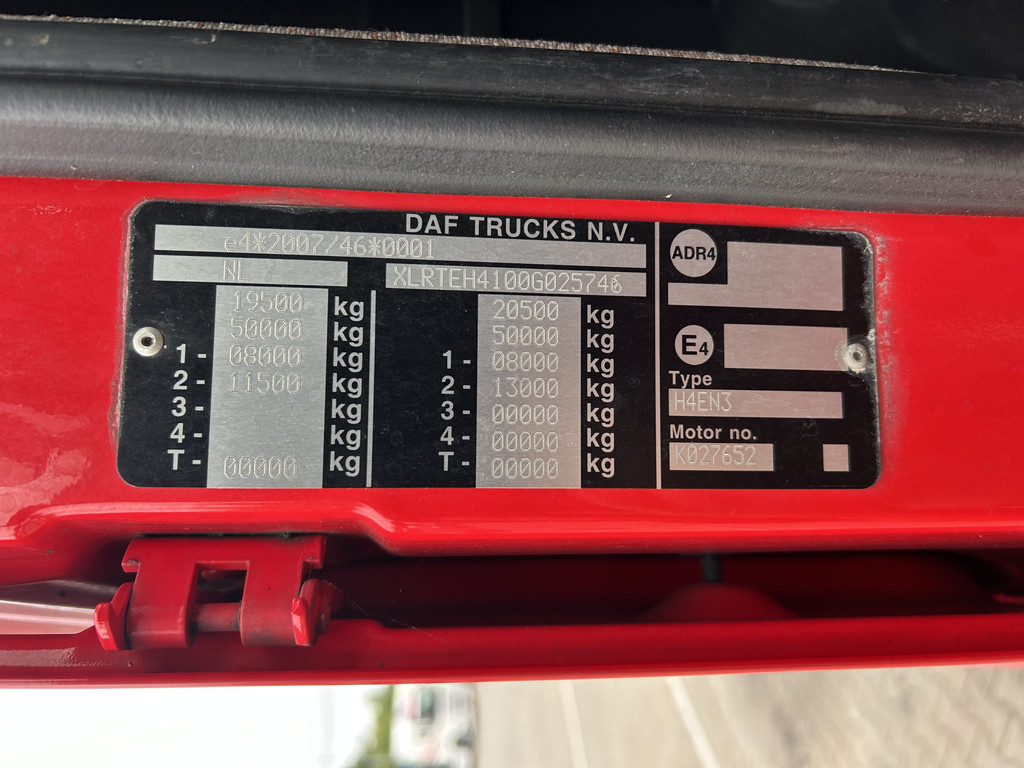 DAF TRUCKS N.V.
e4*2007/46*0001
NL XLRTEH4100G025746
19500 kg 20500 kg
50000 kg 50000 kg
1 - 08000 kg 1 - 08000 kg
2 - 11500 kg 2 - 13000 kg
3 - kg 3 - 00000 kg
4 - kg 4 - 00000 kg
T - 00000 kg T - 00000 kg
ADR4
E4
Type
H4EN3
Motor no.
K027652